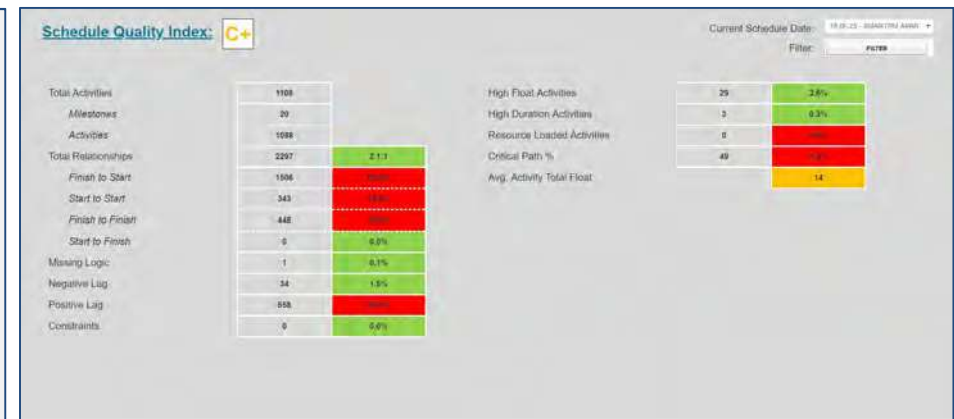 Schedule Quality Index: C+
Current Schedule Date:
Filter: FILTER
Total Activities 1108
Milestones 20
Activities 1088
Total Relationships 2297 2.1:1
Finish to Start 1506
Start to Start 343
Finish to Finish 448
Start to Finish 0 0.0%
Missing Logic 1 0.1%
Negative Lag 34 1.5%
Positive Lag 558
Constraints 0 0.0%
High Float Activities 29 2.6%
High Duration Activities 3 0.3%
Resource Loaded Activities 0
Critical Path % 49
Avg. Activity Total Float 14